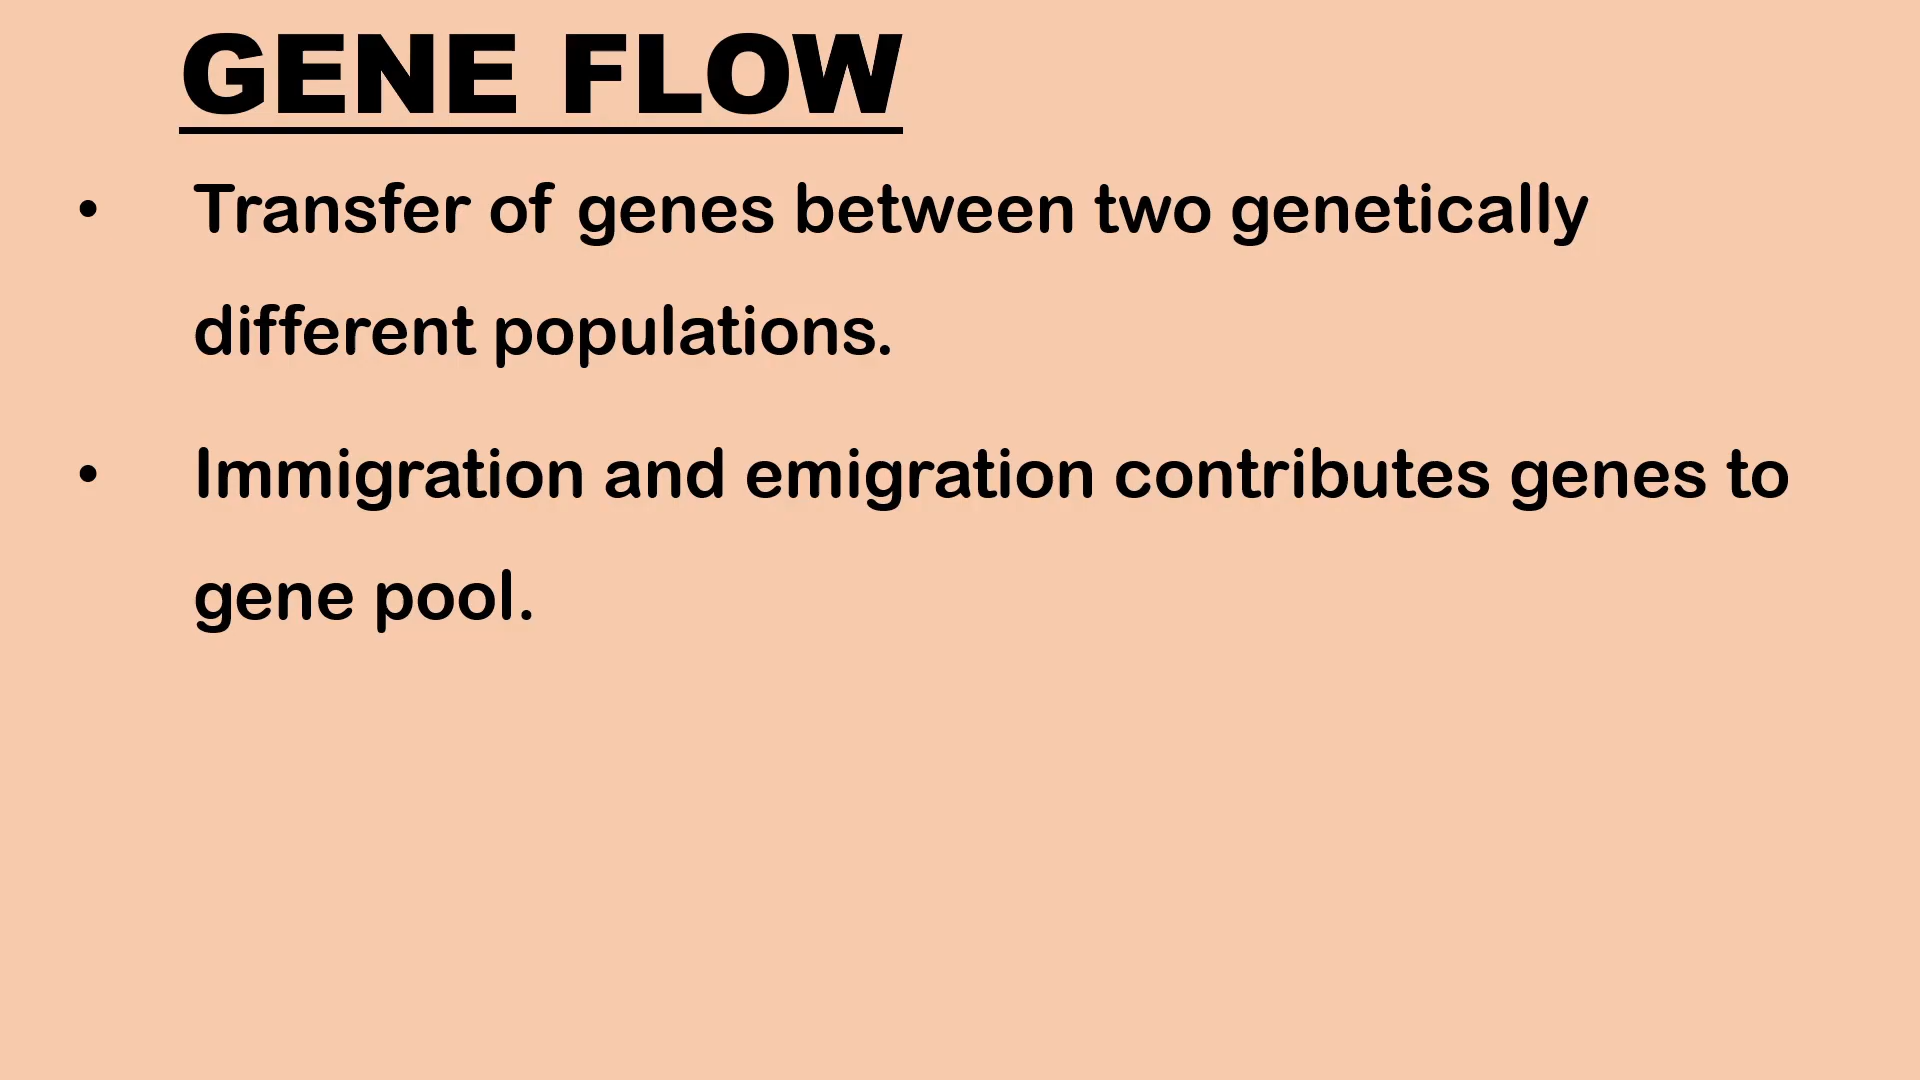 GENE FLOW
• Transfer of genes between two genetically
different populations.
• Immigration and emigration contributes genes to
gene pool.